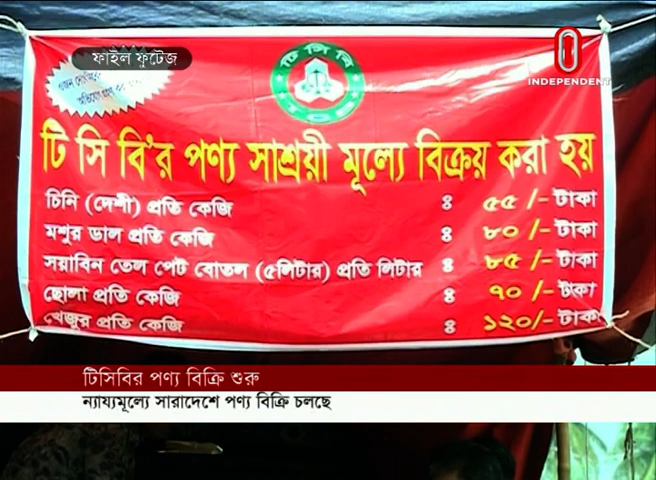 ফাইল ফুটেজ
INDEPENDENT
টি সি বি
টি সি বি'র পণ্য সাশ্রয়ী মূল্যে বিক্রয় করা হয়
চিনি (দেশী) প্রতি কেজি ঃ ৫৫ /- টাকা
মশুর ডাল প্রতি কেজি ঃ ৮০ /- টাকা
সয়াবিন তেল পেট বোতল (৫লিটার) প্রতি লিটার ঃ ৮৫ /- টাকা
ছোলা প্রতি কেজি ঃ ৭০ /- টাকা
খেজুর প্রতি কেজি ঃ ১২০/- টাকা
টিসিবির পণ্য বিক্রি শুরু
ন্যায্যমূল্যে সারাদেশে পণ্য বিক্রি চলছে